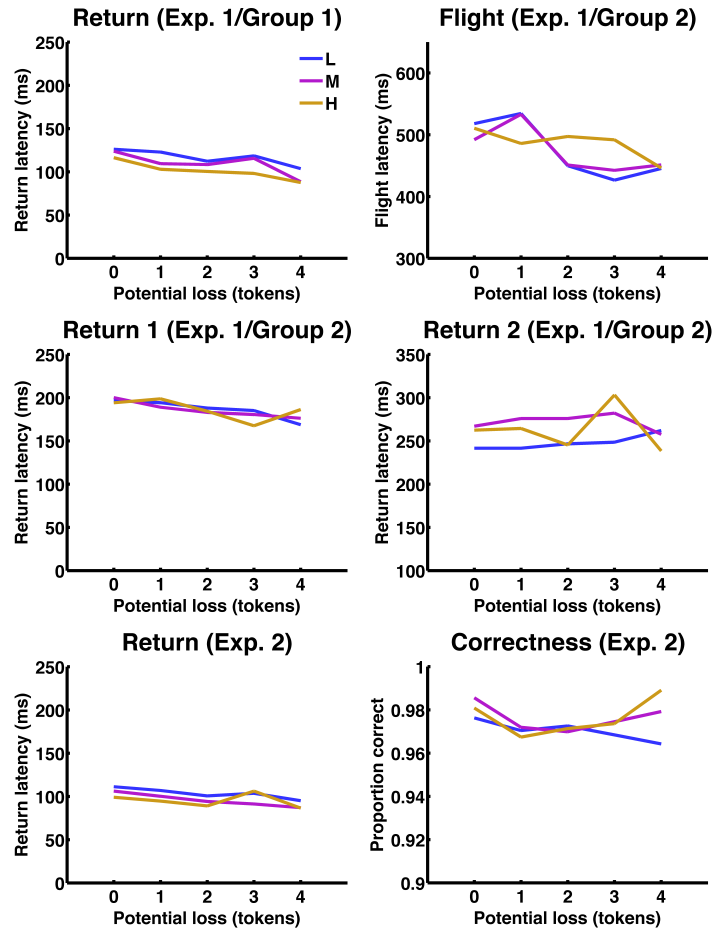 Return (Exp. 1/Group 1)
Return latency (ms)
250
200
150
100
50
0
0 1 2 3 4
Potential loss (tokens)
L
M
H
Flight (Exp. 1/Group 2)
Flight latency (ms)
600
500
400
300
0 1 2 3 4
Potential loss (tokens)
Return 1 (Exp. 1/Group 2)
Return latency (ms)
250
200
150
100
50
0
0 1 2 3 4
Potential loss (tokens)
Return 2 (Exp. 1/Group 2)
Return latency (ms)
350
300
250
200
150
100
0 1 2 3 4
Potential loss (tokens)
Return (Exp. 2)
Return latency (ms)
250
200
150
100
50
0
0 1 2 3 4
Potential loss (tokens)
Correctness (Exp. 2)
Proportion correct
1
0.98
0.96
0.94
0.92
0.9
0 1 2 3 4
Potential loss (tokens)